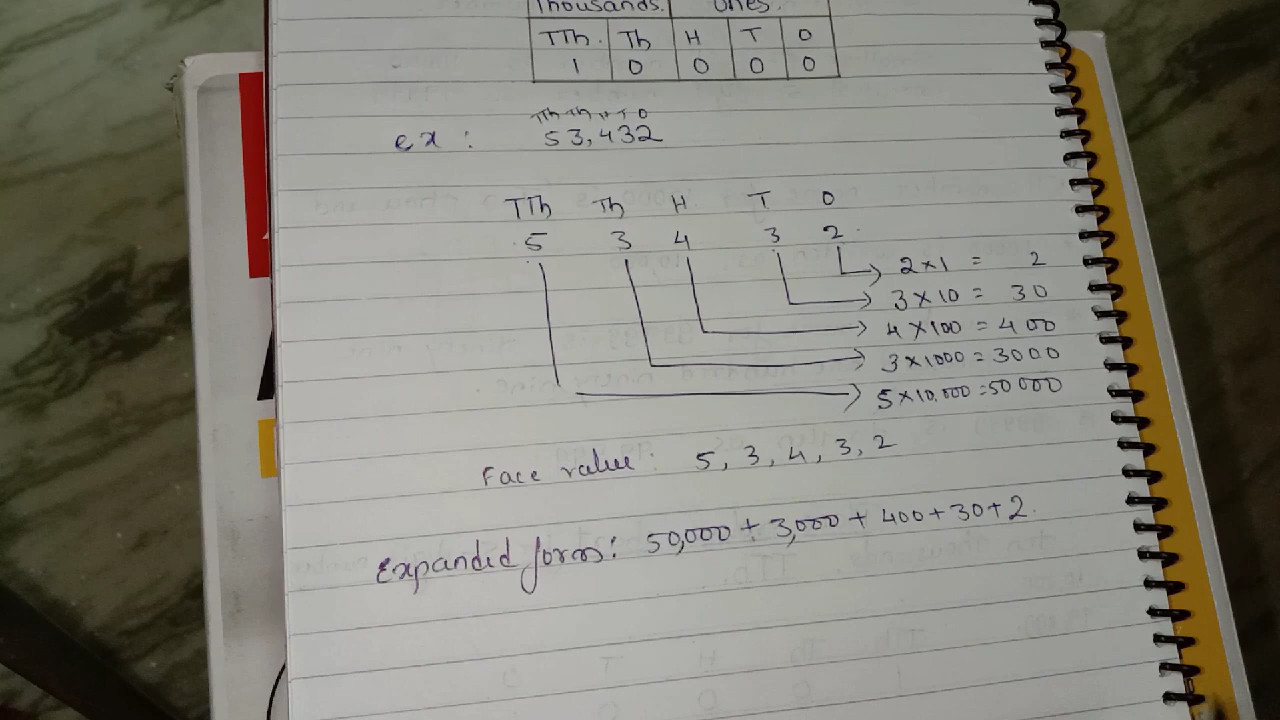 Thousands. Ones.
TTh. Th H T O
1 0 0 0 0
TTh Th H T O
ex : 53,432
TTh Th H T O
5 3 4 3 2
2×1 = 2
3×10 = 30
4×100 = 400
3×1000 = 3000
5×10,000 = 50000
Face value: 5, 3, 4, 3, 2
Expanded form: 50,000 + 3,000 + 400 + 30 + 2